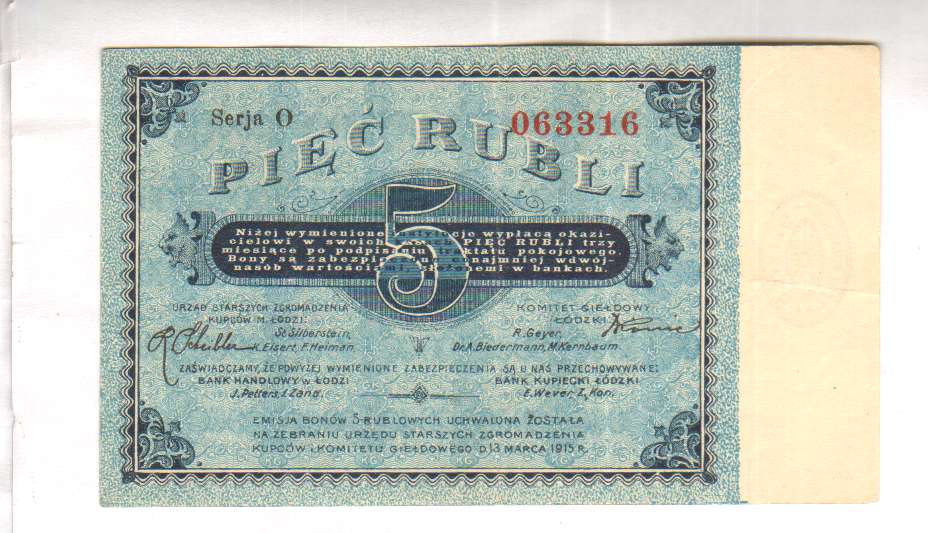 Serja O
063316
PIĘĆ RUBLI
5
Niżej wymienione instytucje wypłacą okazi-
cielowi w swoich PIĘĆ RUBLI trzy
miesiące po podpisaniu traktatu pokojowego.
Bony są zabezpieczone conajmniej wdwój-
nasób wartościami, złożonemi w bankach.
URZĄD STARSZYCH ZGROMADZENIA
KUPCÓW M. ŁODZI:
St. Silberstein,
R Scheibler K. Eisert, F. Heiman.
KOMITET GIEŁDOWY
ŁÓDZKI:
R. Geyer,
Dr. A. Biedermann, M. Kernbaum.
ZAŚWIADCZAMY, ŻE POWYŻEJ WYMIENIONE ZABEZPIECZENIA SĄ U NAS PRZECHOWYWANE:
BANK HANDLOWY w ŁODZI
J. Petters, J. Zand.
BANK KUPIECKI ŁÓDZKI
E. Wever, Z. Kon.
EMISJA BONÓW 5-RUBLOWYCH UCHWALONA ZOSTAŁA
NA ZEBRANIU URZĘDU STARSZYCH ZGROMADZENIA
KUPCÓW i KOMITETU GIEŁDOWEGO D. 13 MARCA 1915 R.